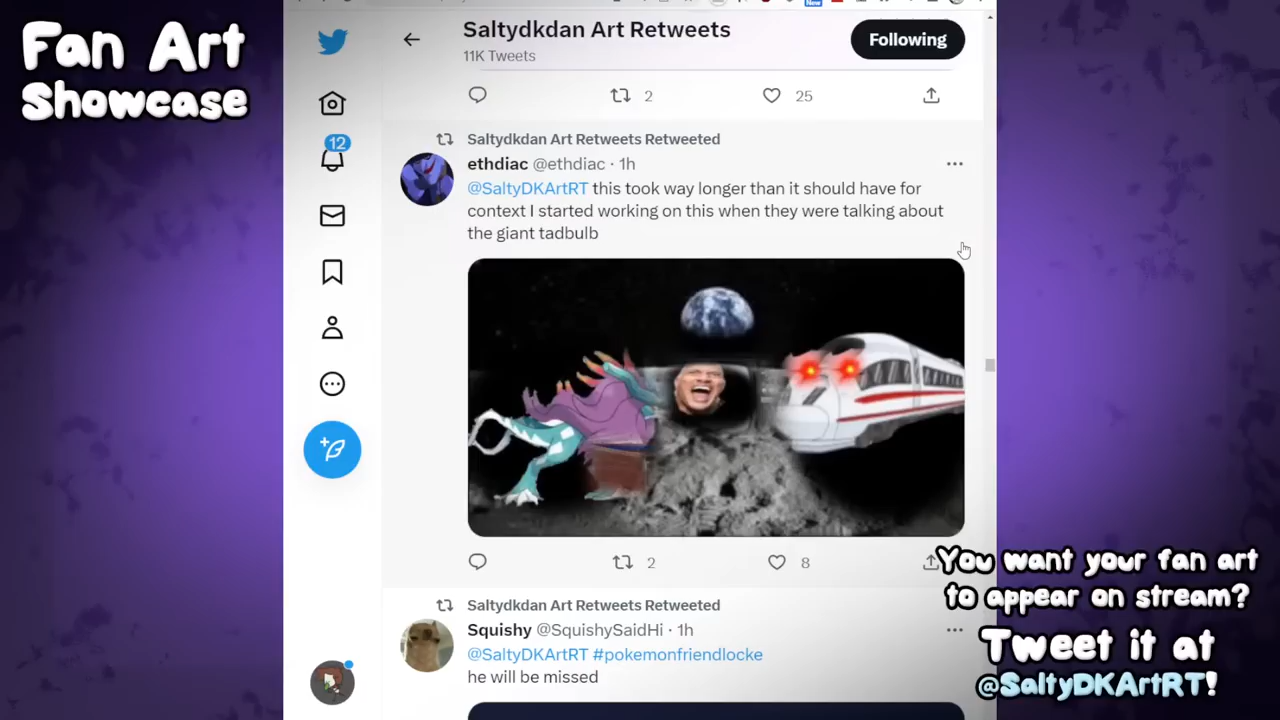 Fan Art
Showcase
New
Saltydkdan Art Retweets
11K Tweets
Following
2
25
12
Saltydkdan Art Retweets Retweeted
ethdiac @ethdiac · 1h
@SaltyDKArtRT this took way longer than it should have for
context I started working on this when they were talking about
the giant tadbulb
2
8
Saltydkdan Art Retweets Retweeted
Squishy @SquishySaidHi · 1h
@SaltyDKArtRT #pokemonfriendlocke
he will be missed
You want your fan art
to appear on stream?
Tweet it at
@SaltyDKArtRT!